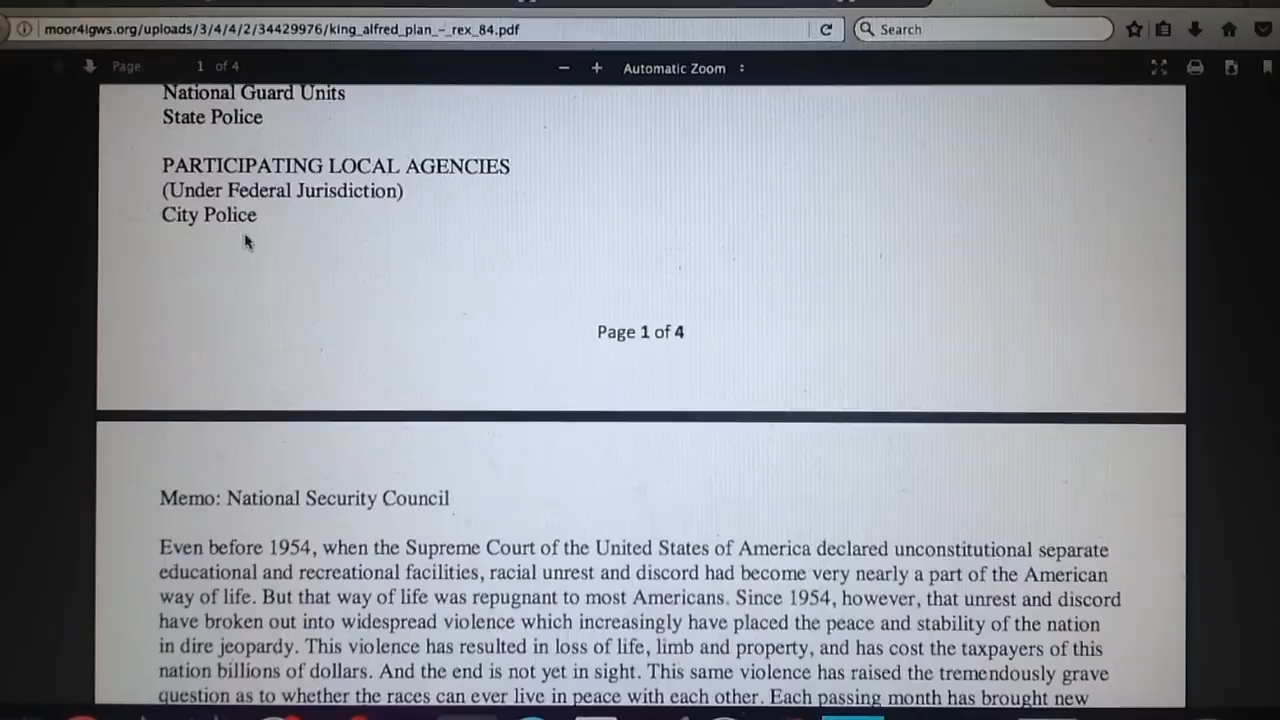 moor4igws.org/uploads/3/4/4/2/34429976/king_alfred_plan_-_rex_84.pdf
Search
Page
1 of 4
Automatic Zoom
National Guard Units
State Police
PARTICIPATING LOCAL AGENCIES
(Under Federal Jurisdiction)
City Police
Page 1 of 4
Memo: National Security Council
Even before 1954, when the Supreme Court of the United States of America declared unconstitutional separate
educational and recreational facilities, racial unrest and discord had become very nearly a part of the American
way of life. But that way of life was repugnant to most Americans. Since 1954, however, that unrest and discord
have broken out into widespread violence which increasingly have placed the peace and stability of the nation
in dire jeopardy. This violence has resulted in loss of life, limb and property, and has cost the taxpayers of this
nation billions of dollars. And the end is not yet in sight. This same violence has raised the tremendously grave
question as to whether the races can ever live in peace with each other. Each passing month has brought new